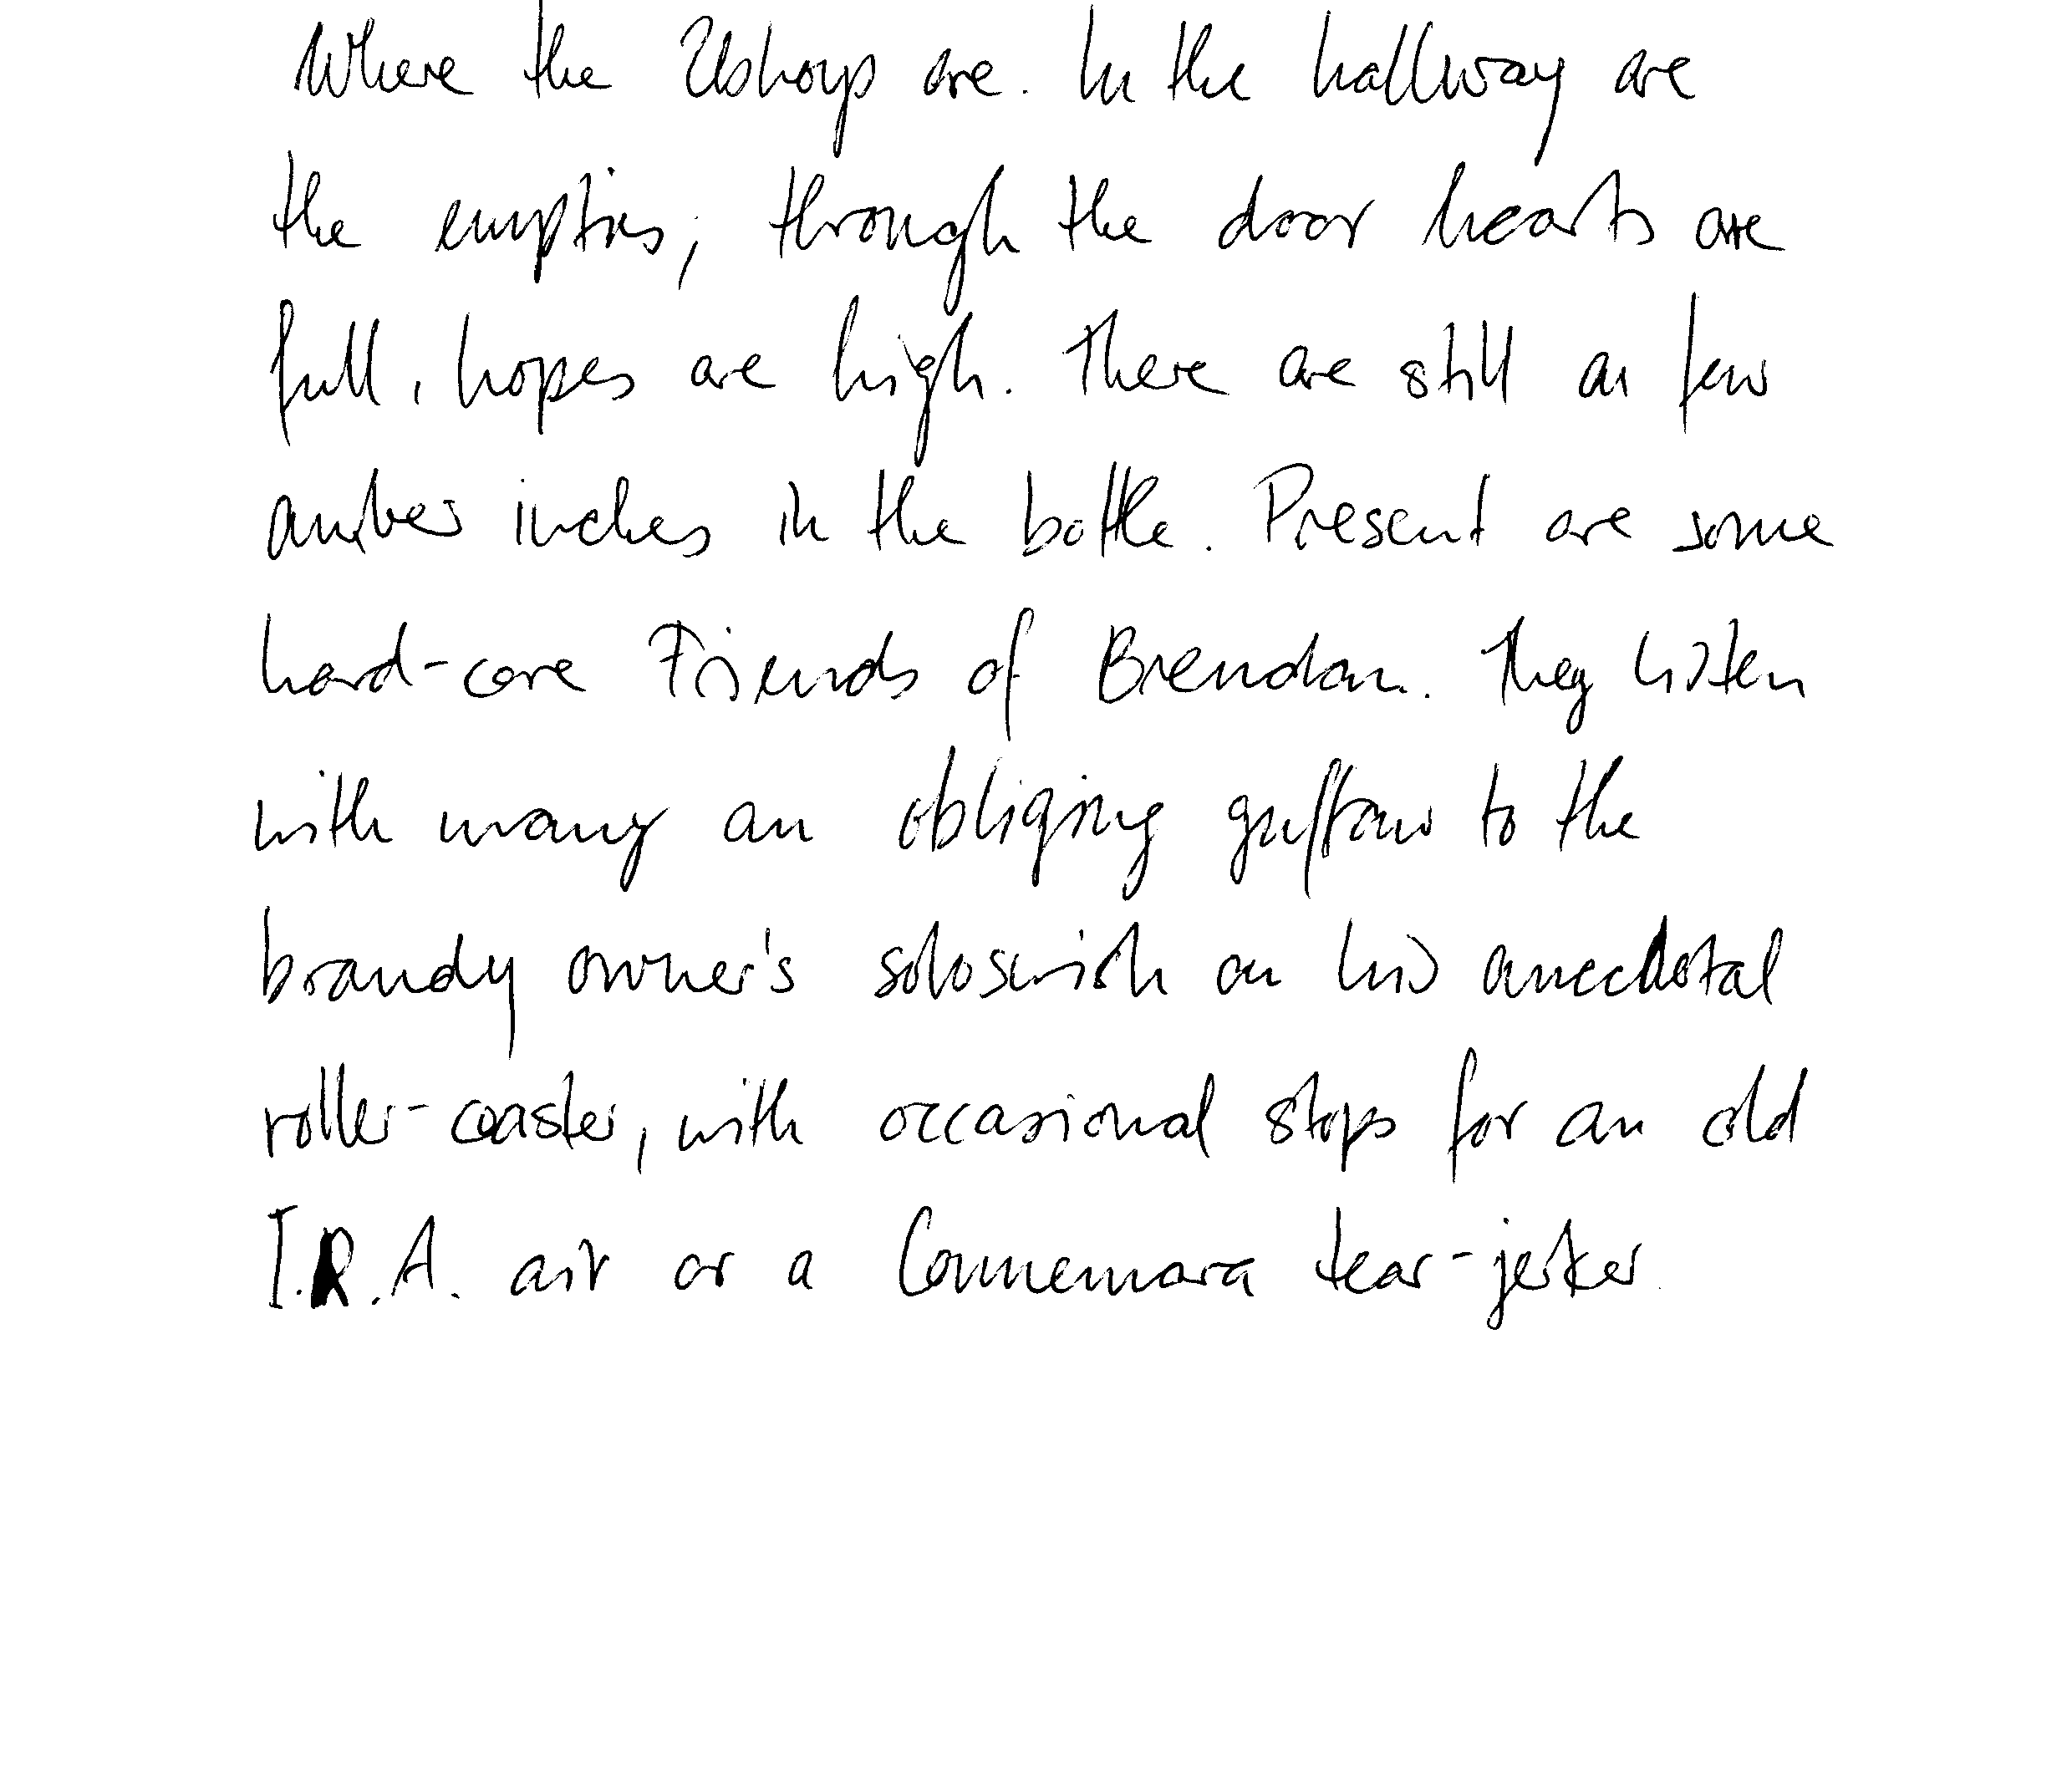 Where the Elshoys are. In the hallway are
the empties; through the door hearts are
full, hopes are high. There are still a few
amber inches in the bottle. Present are some
hard-core Friends of Brendan. They listen
with many an obliging guffaw to the
brandy owner's soloswish on his anecdotal
roller-coaster, with occasional stops for an old
I.R.A. air or a Connemara tear-jerker.